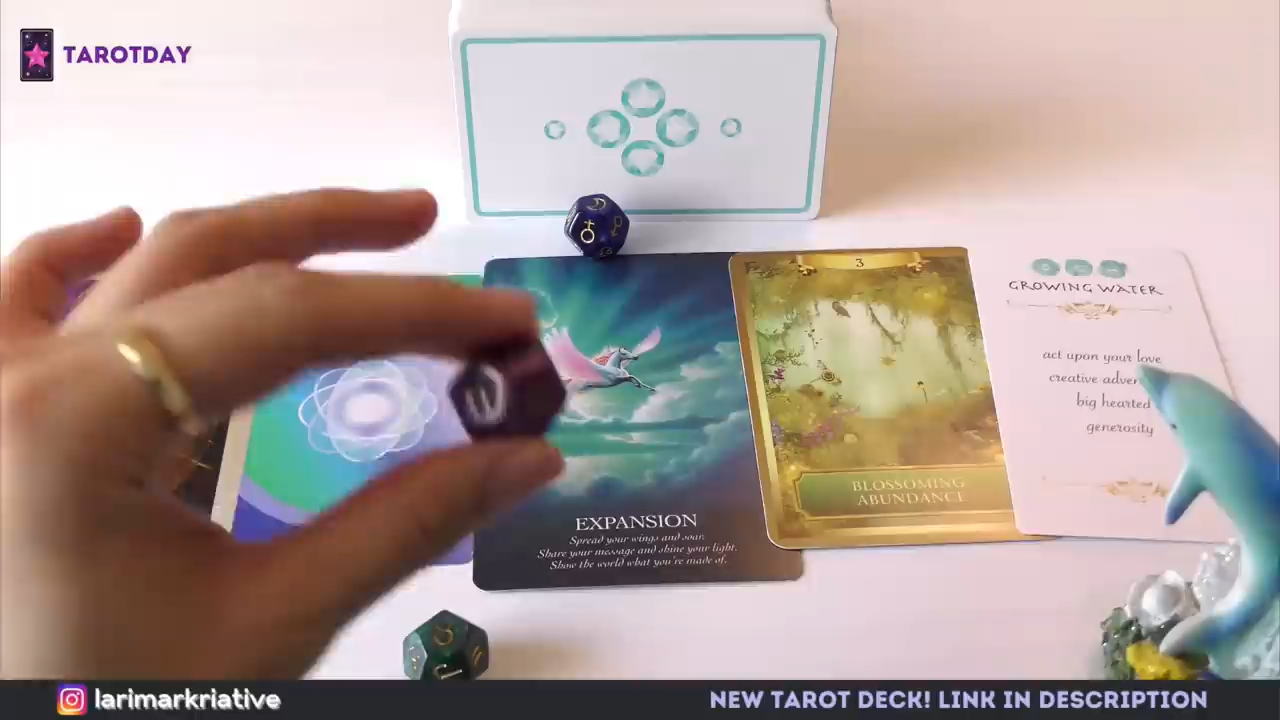 TAROTDAY
EXPANSION
Spread your wings and soar.
Share your message and shine your light.
Show the world what you're made of.
3
BLOSSOMING
ABUNDANCE
GROWING WATER
act upon your love
creative adven
big hearted
generosity
larimarkriative
NEW TAROT DECK! LINK IN DESCRIPTION